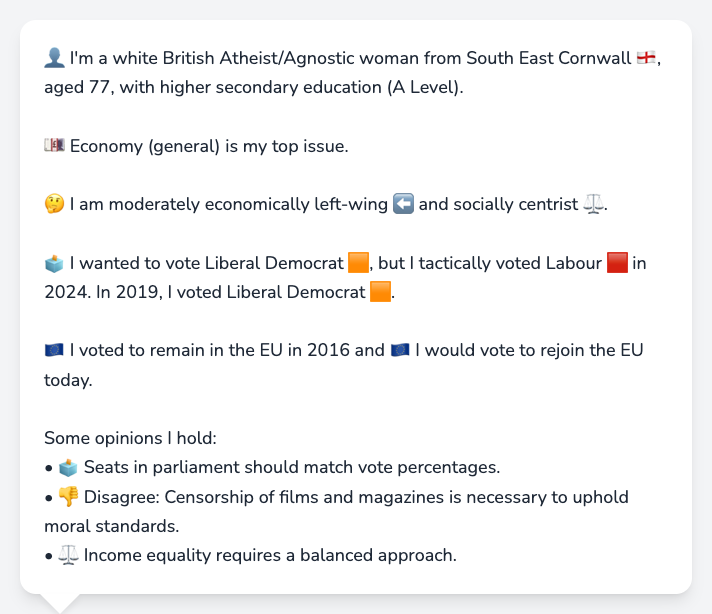 👤 I'm a white British Atheist/Agnostic woman from South East Cornwall 🏴󠁧󠁢󠁥󠁮󠁧󠁿,
aged 77, with higher secondary education (A Level).
💷 Economy (general) is my top issue.
🤔 I am moderately economically left-wing ⬅️ and socially centrist ⚖️.
🗳️ I wanted to vote Liberal Democrat 🟧, but I tactically voted Labour 🟥 in
2024. In 2019, I voted Liberal Democrat 🟧.
🇪🇺 I voted to remain in the EU in 2016 and 🇪🇺 I would vote to rejoin the EU
today.
Some opinions I hold:
• 🗳️ Seats in parliament should match vote percentages.
• 👎 Disagree: Censorship of films and magazines is necessary to uphold
moral standards.
• ⚖️ Income equality requires a balanced approach.